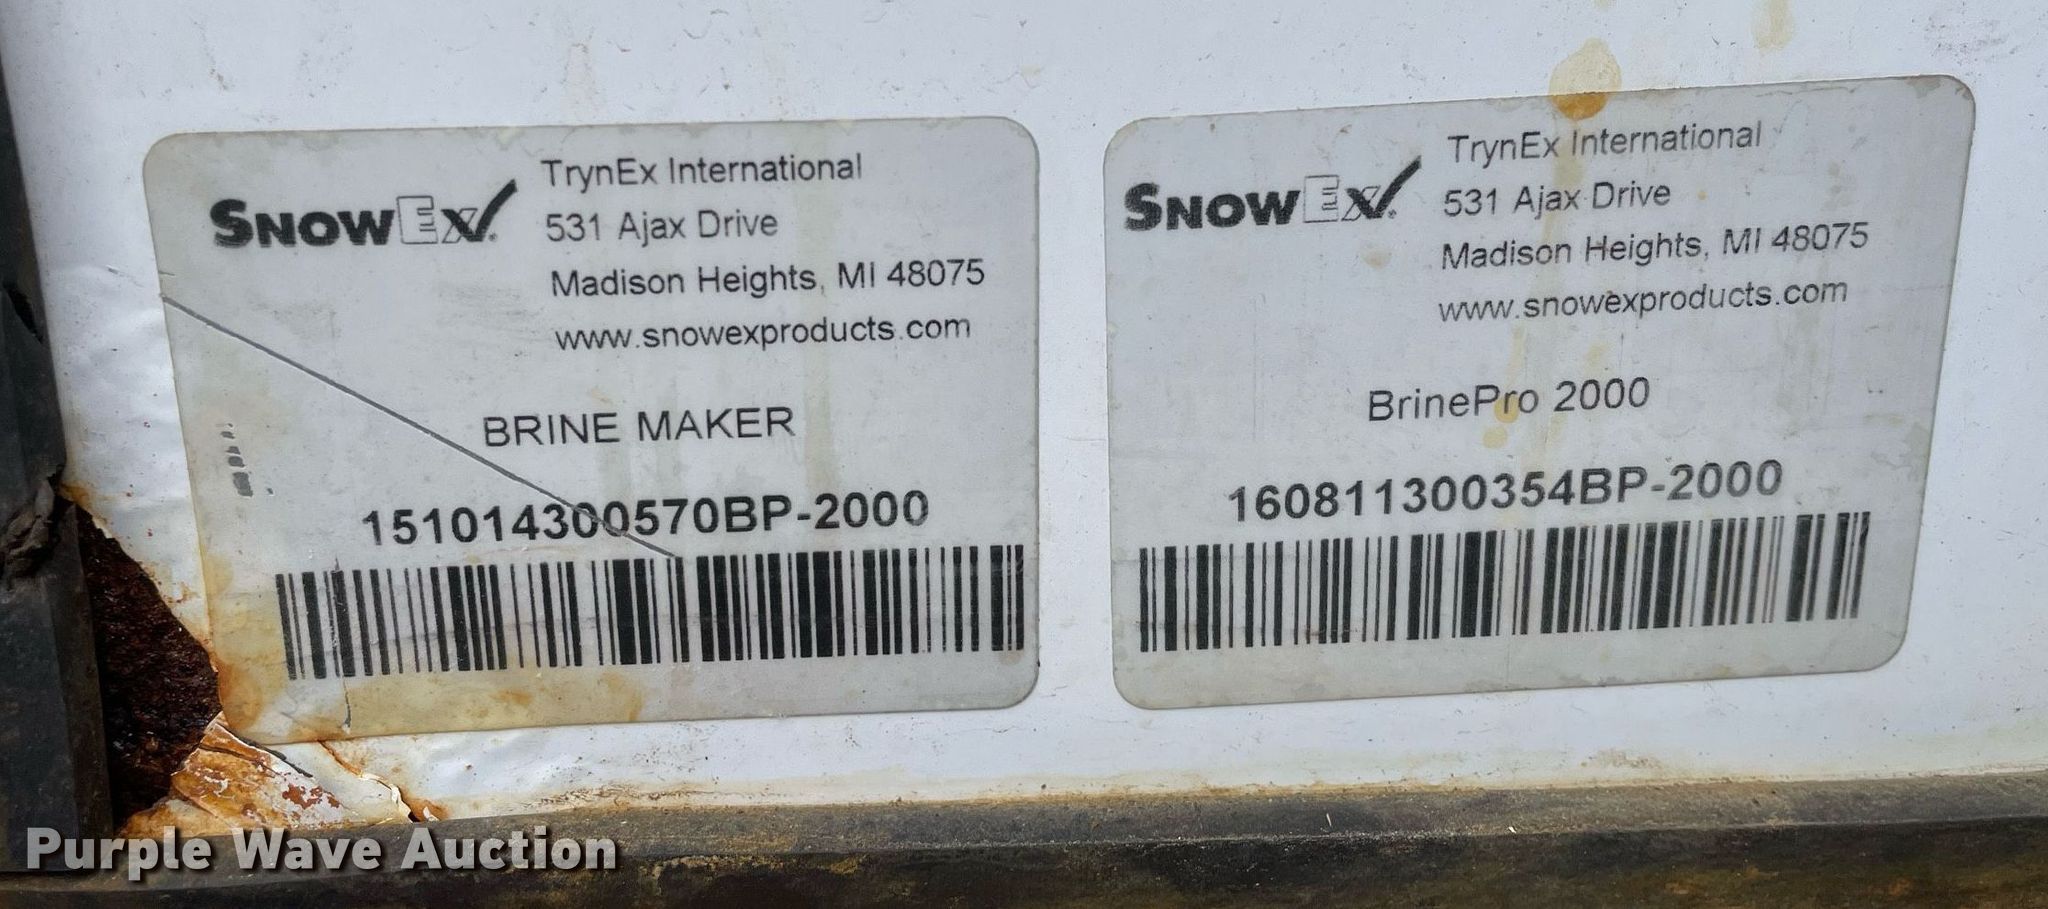 SNOWEX®
TrynEx International
531 Ajax Drive
Madison Heights, MI 48075
www.snowexproducts.com
BRINE MAKER
151014300570BP-2000
SNOWEX®
TrynEx International
531 Ajax Drive
Madison Heights, MI 48075
www.snowexproducts.com
BrinePro 2000
160811300354BP-2000
Purple Wave Auction